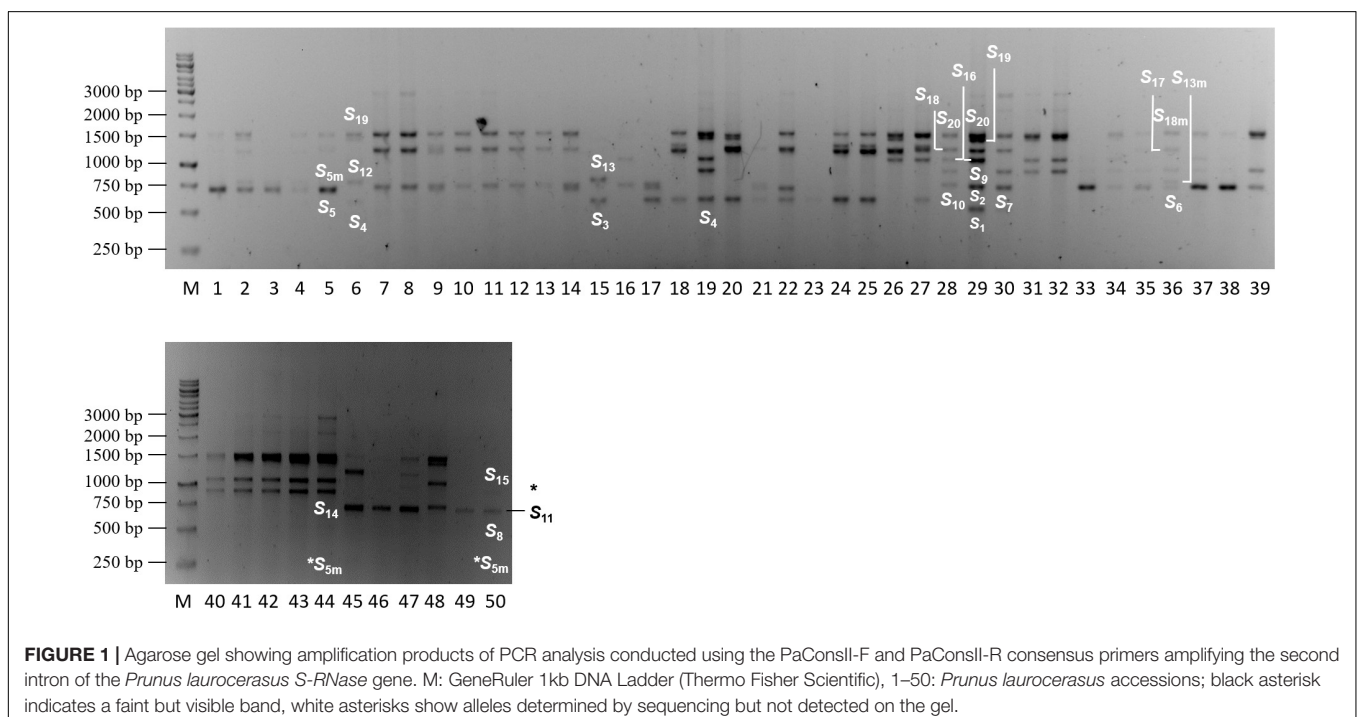 3000 bp
2000 bp
1500 bp
1000 bp
750 bp
500 bp
250 bp
S19
S5m
S5
S12
S4
S13
S3
S4
S18
S20
S16
S20
S19
S10
S9
S2
S1
S7
S17
S13m
S18m
S6
M 1 2 3 4 5 6 7 8 9 10 11 12 13 14 15 16 17 18 19 20 21 22 23 24 25 26 27 28 29 30 31 32 33 34 35 36 37 38 39
3000 bp
2000 bp
1500 bp
1000 bp
750 bp
500 bp
250 bp
S14
*S5m
S15
*
S11
S8
*S5m
M 40 41 42 43 44 45 46 47 48 49 50
FIGURE 1 | Agarose gel showing amplification products of PCR analysis conducted using the PaConsII-F and PaConsII-R consensus primers amplifying the second
intron of the Prunus laurocerasus S-RNase gene. M: GeneRuler 1kb DNA Ladder (Thermo Fisher Scientific), 1–50: Prunus laurocerasus accessions; black asterisk
indicates a faint but visible band, white asterisks show alleles determined by sequencing but not detected on the gel.